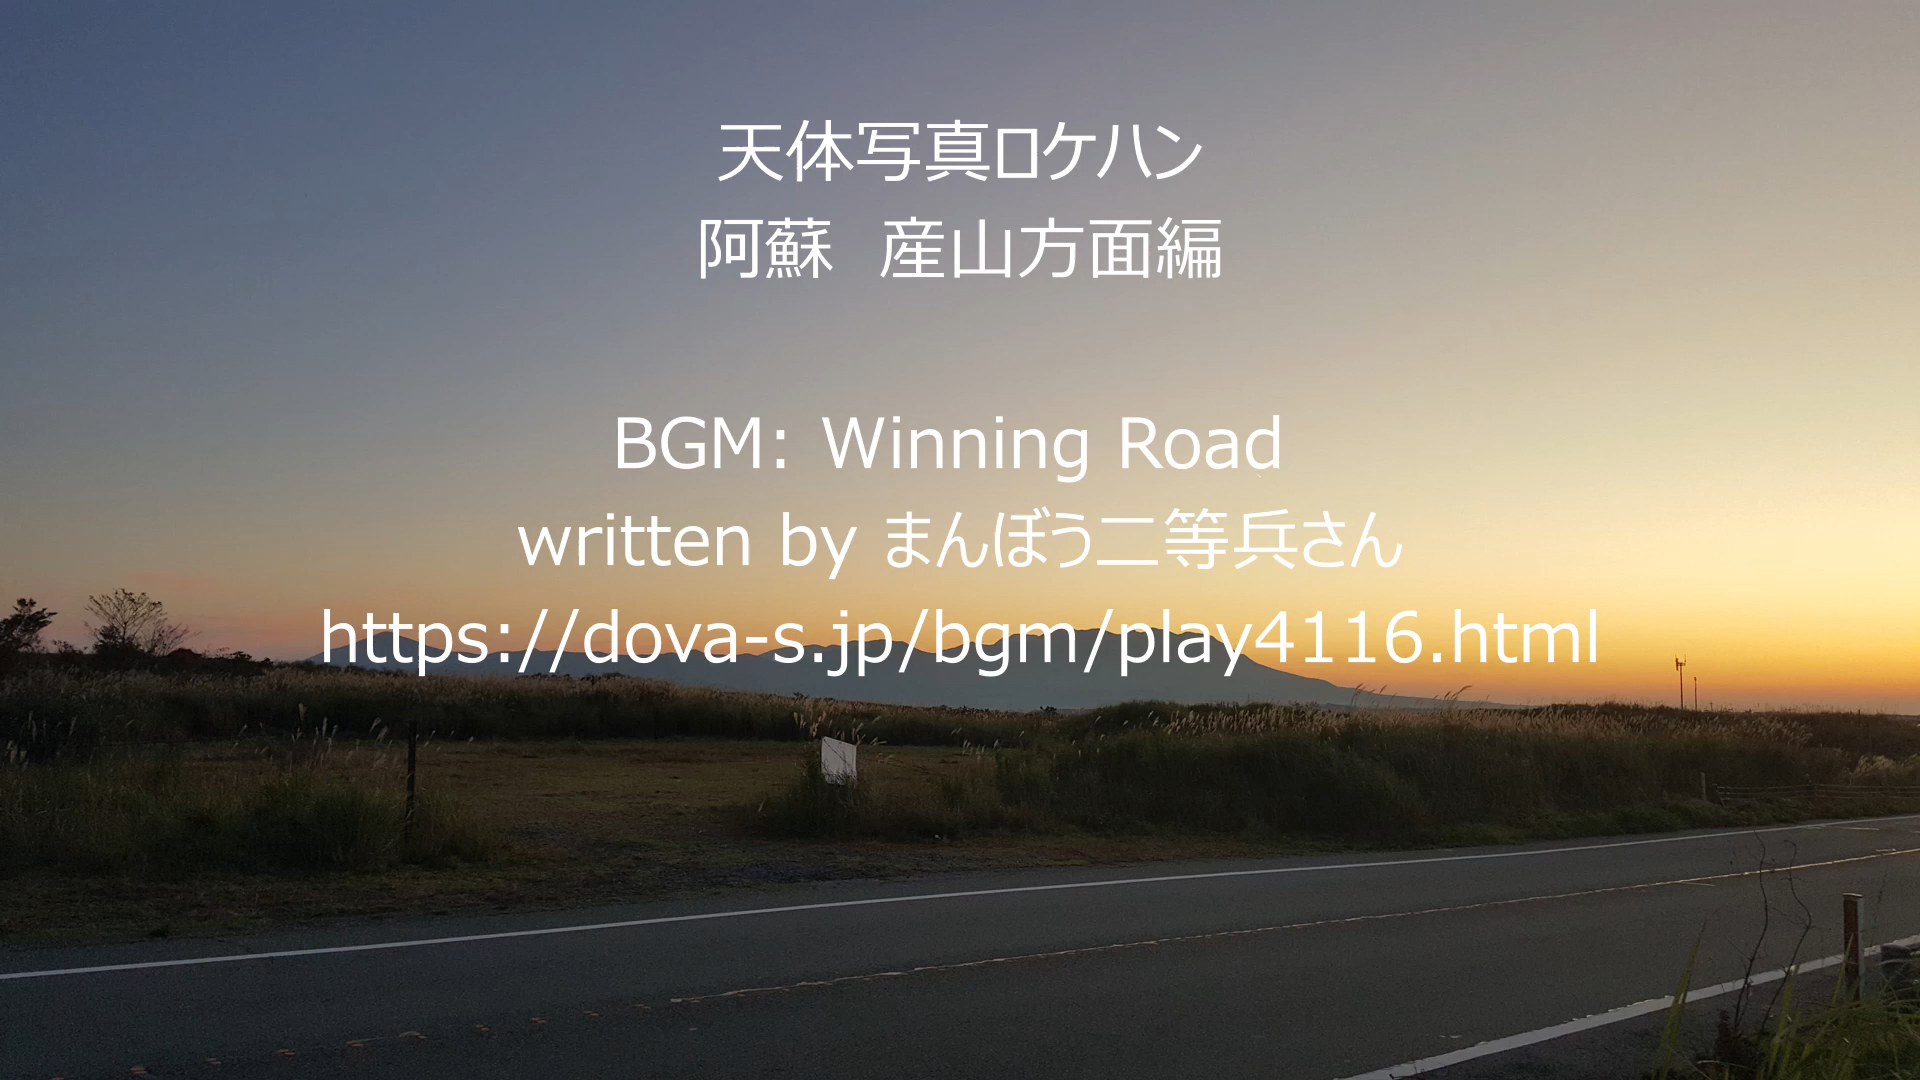 天体写真ロケハン
阿蘇　産山方面編
BGM: Winning Road
written by まんぼう二等兵さん
https://dova-s.jp/bgm/play4116.html